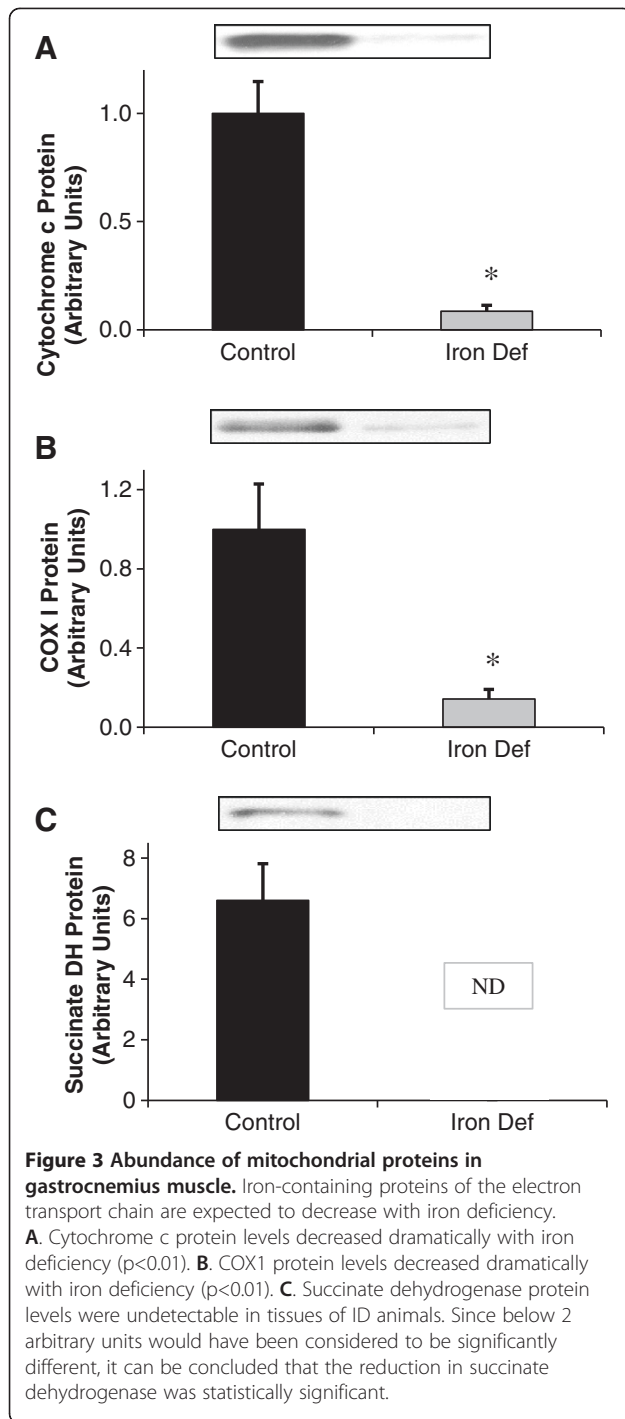 A
Cytochrome c Protein
(Arbitrary Units)
1.0
0.5
0.0
*
Control
Iron Def
B
COX I Protein
(Arbitrary Units)
1.2
0.8
0.4
0.0
*
Control
Iron Def
C
Succinate DH Protein
(Arbitrary Units)
8
6
4
2
0
ND
Control
Iron Def
Figure 3 Abundance of mitochondrial proteins in
gastrocnemius muscle. Iron-containing proteins of the electron
transport chain are expected to decrease with iron deficiency.
A. Cytochrome c protein levels decreased dramatically with iron
deficiency (p<0.01). B. COX1 protein levels decreased dramatically
with iron deficiency (p<0.01). C. Succinate dehydrogenase protein
levels were undetectable in tissues of ID animals. Since below 2
arbitrary units would have been considered to be significantly
different, it can be concluded that the reduction in succinate
dehydrogenase was statistically significant.